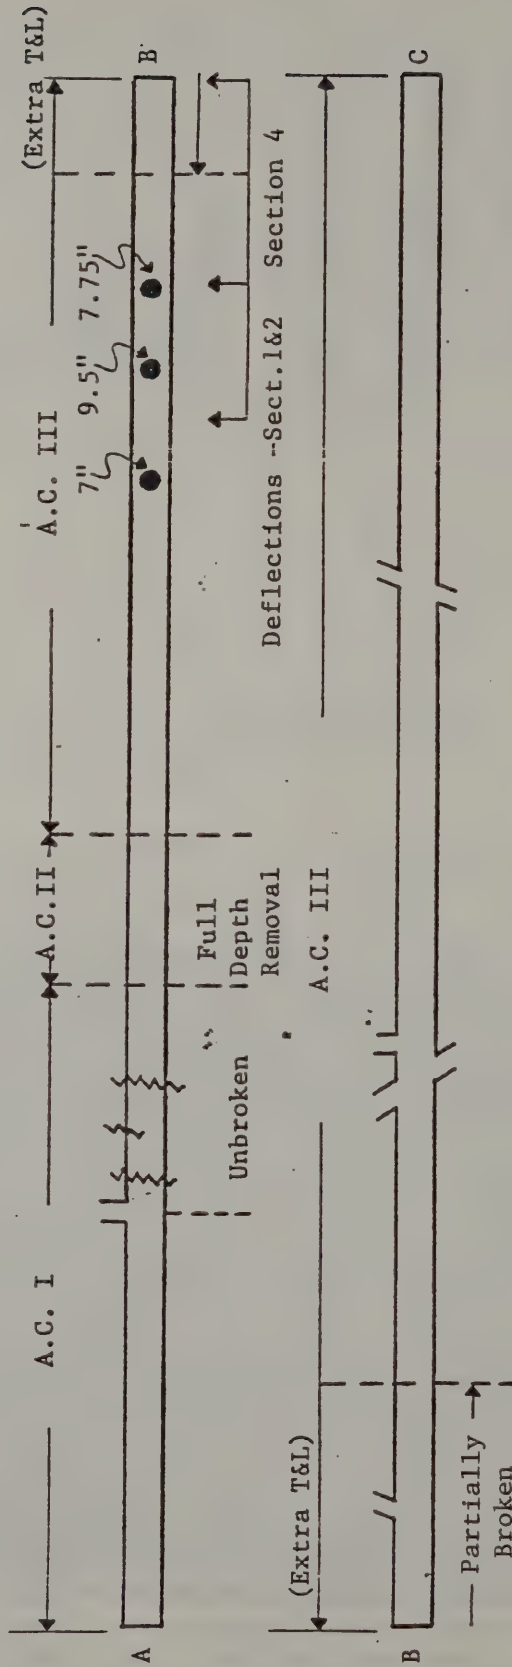 (Extra T&L)
A.C. I
A.C.II
A.C. III
7" 9.5" 7.75"
A
B
Unbroken
Full
Depth
Removal
Deflections -Sect.1&2 Section 4
(Extra T&L)
A.C. III
B
C
Partially
Broken